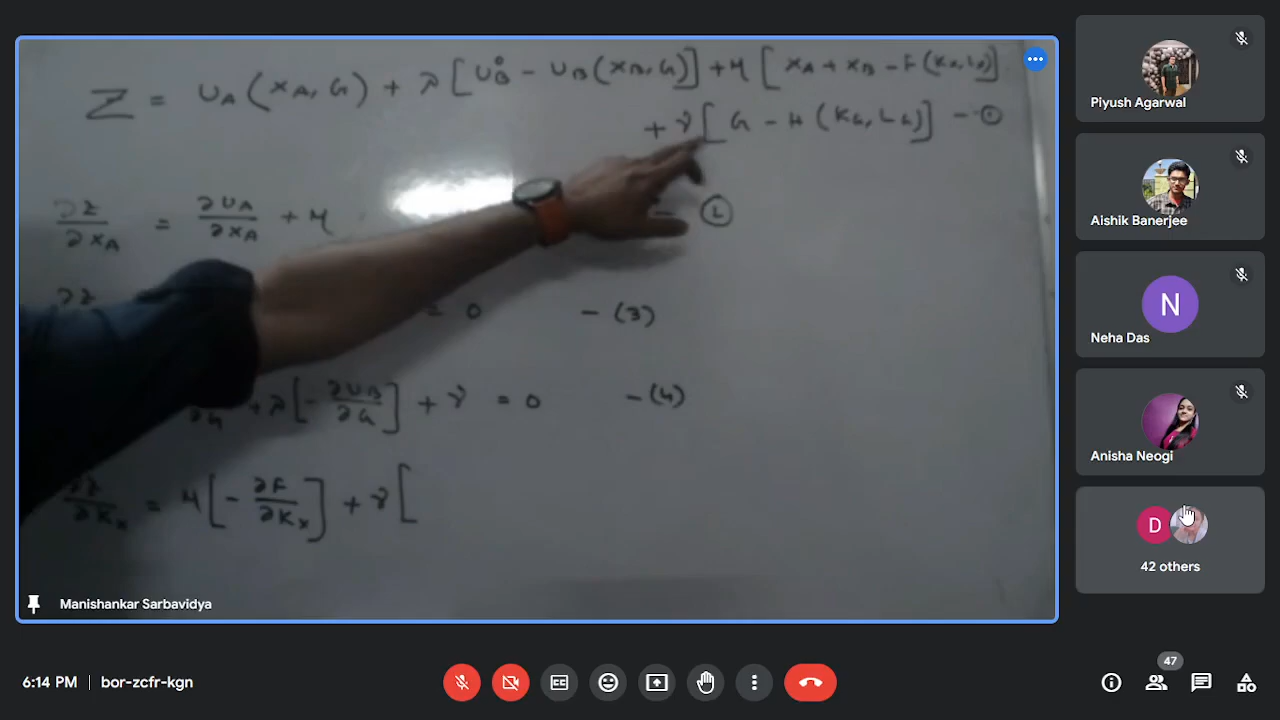 Z = U_A (X_A, G) + λ [U_B^0 - U_B (X_B, G)] + μ [X_A + X_B - F (K_X, L_X)]
+ γ [G - H (K_G, L_G)] - ①
∂Z/∂X_A = ∂U_A/∂X_A + μ - ②
∂Z = 0 - (3)
∂G + λ [- ∂U_B/∂G] + γ = 0 - (4)
∂Z/∂K_X = μ [- ∂F/∂K_X] + γ [
Manishankar Sarbavidya
Piyush Agarwal
Aishik Banerjee
N
Neha Das
Anisha Neogi
D
42 others
6:14 PM | bor-zcfr-kgn
47